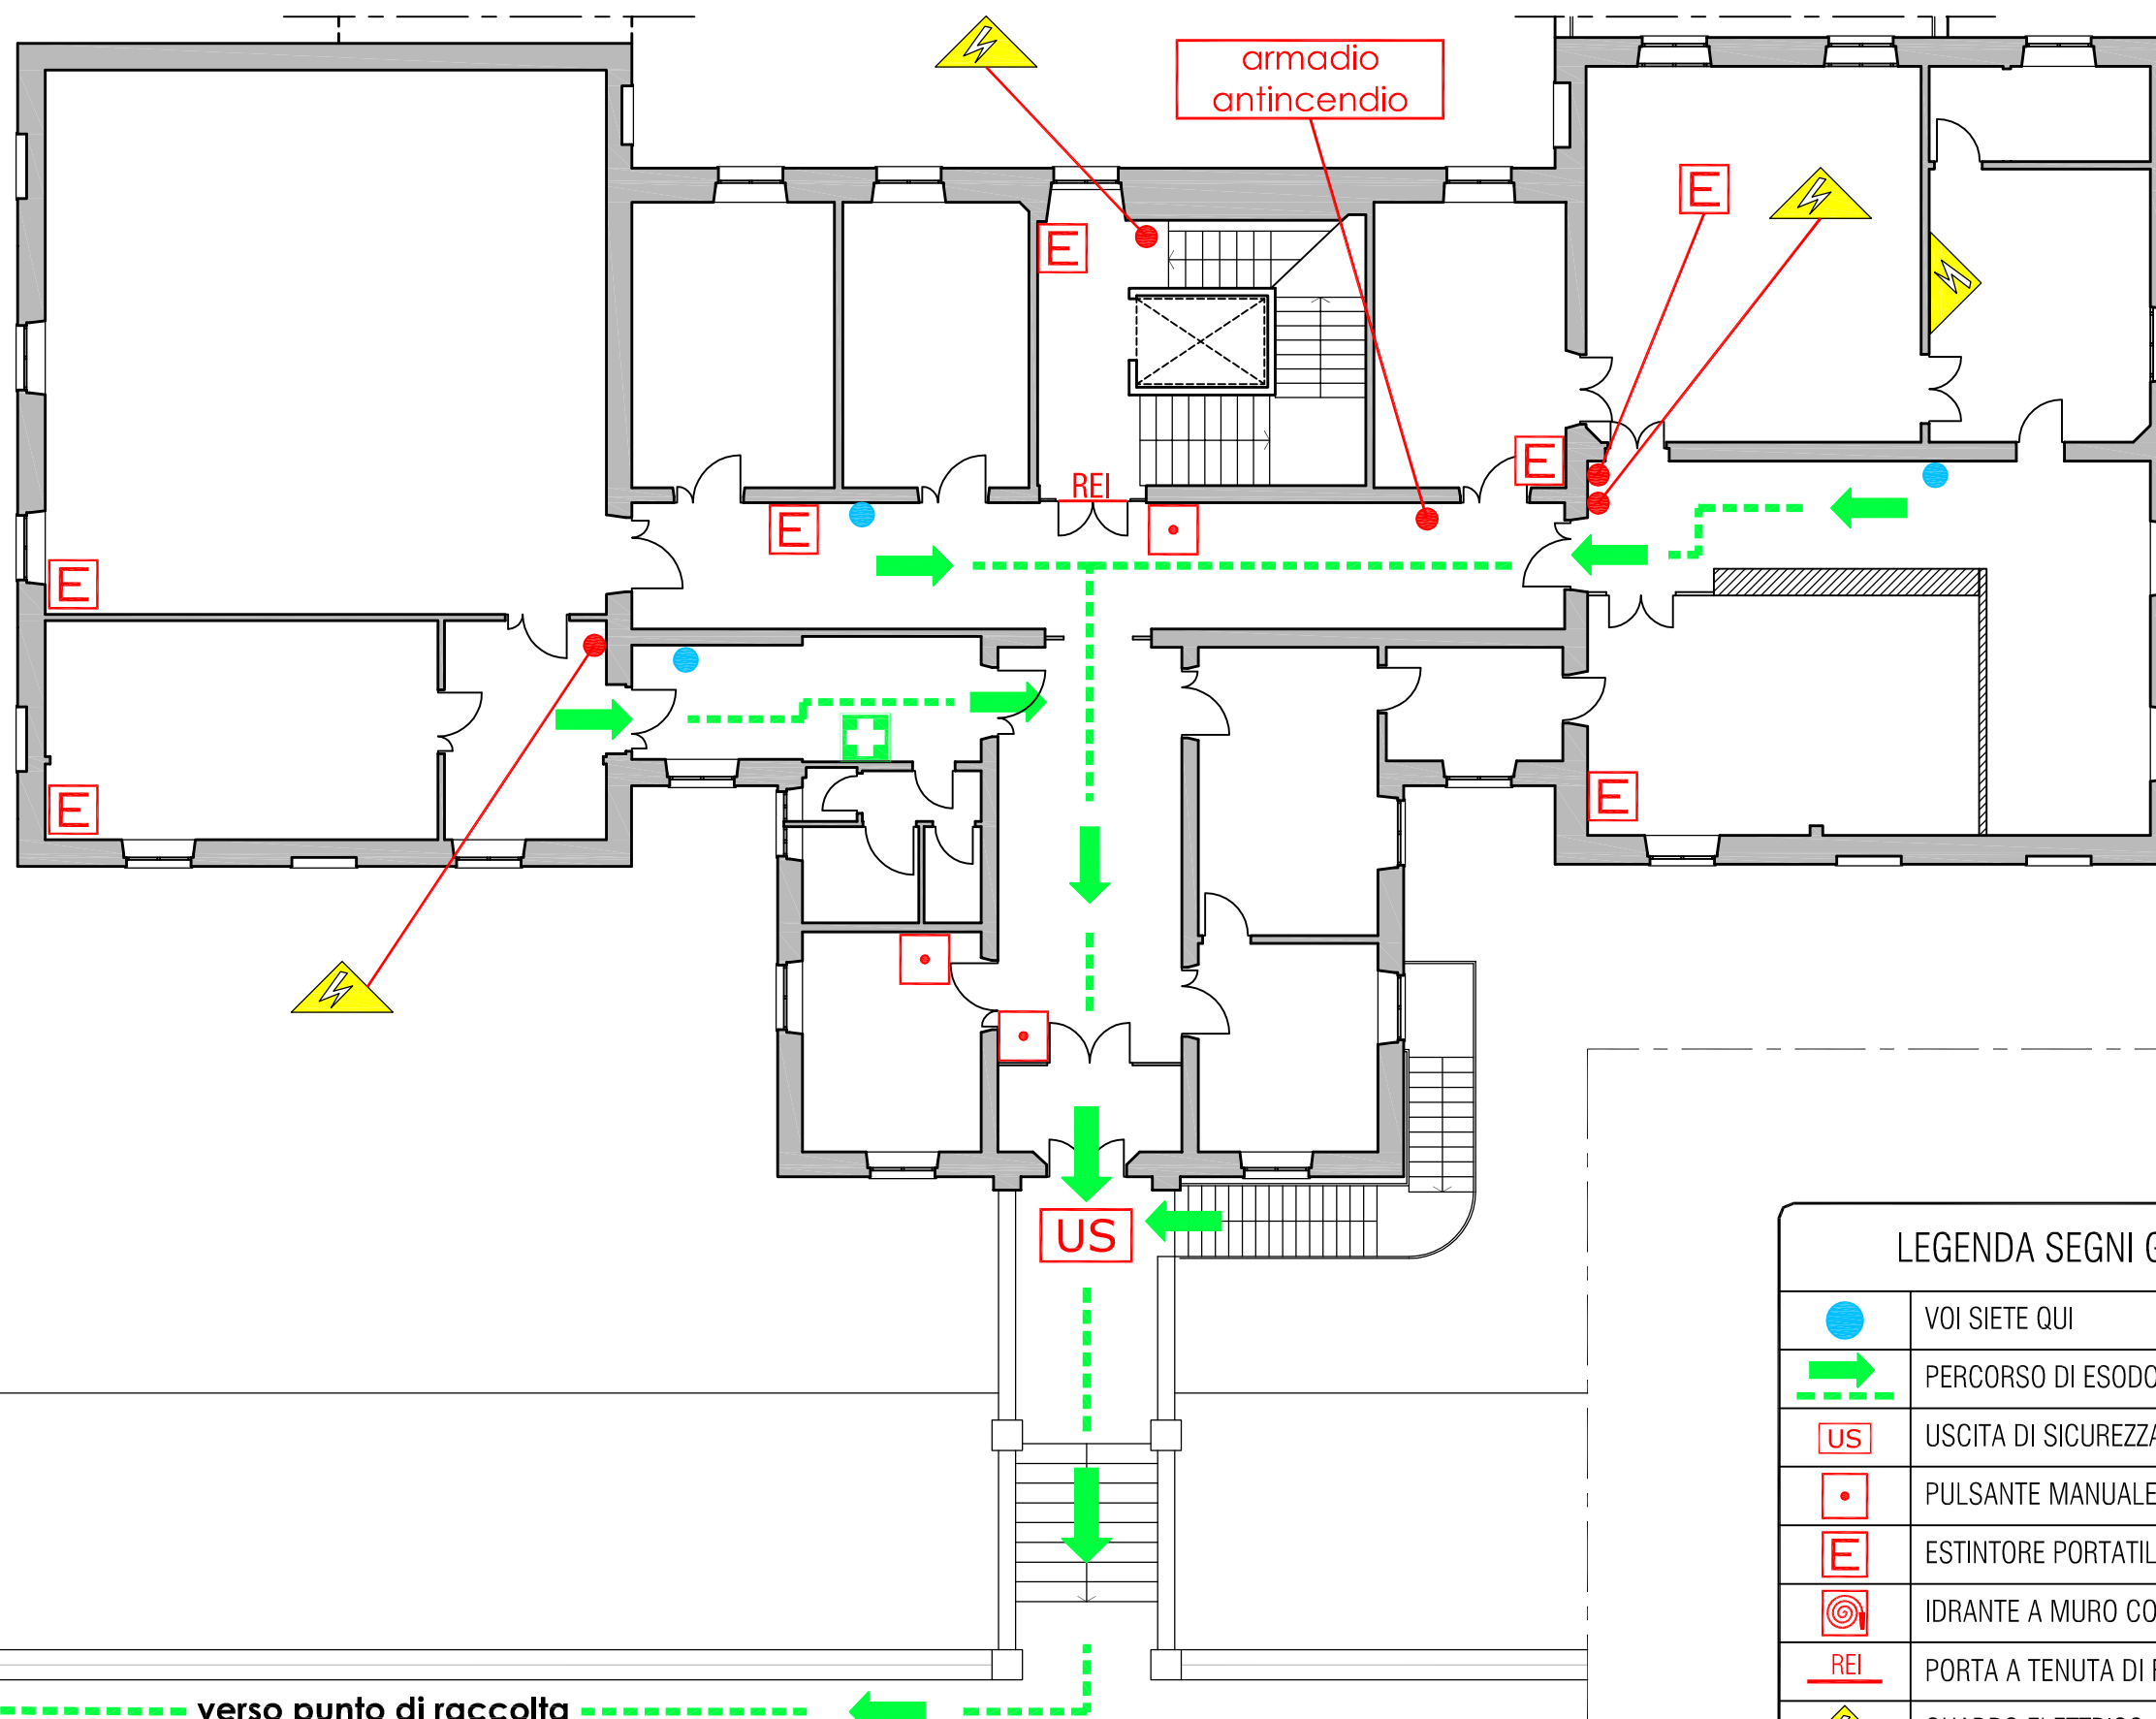 armadio
antincendio
E
E
E
REI
E
E
E
E
E
US
LEGENDA SEGNI
VOI SIETE QUI
PERCORSO DI ESODO
US USCITA DI SICUREZZA
PULSANTE MANUALE
E ESTINTORE PORTATIL
IDRANTE A MURO CO
REI PORTA A TENUTA DI
verso punto di raccolta